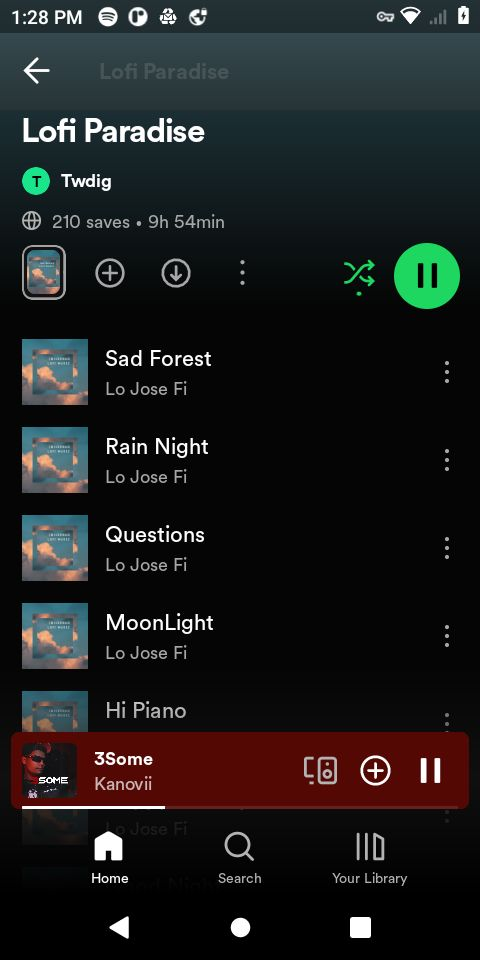 1:28 PM
Lofi Paradise
Lofi Paradise
T Twdig
210 saves • 9h 54min
Sad Forest
Lo Jose Fi
Rain Night
Lo Jose Fi
Questions
Lo Jose Fi
MoonLight
Lo Jose Fi
Hi Piano
3Some
Kanovii
3SOME
Lo Jose Fi
Home
Search
Your Library